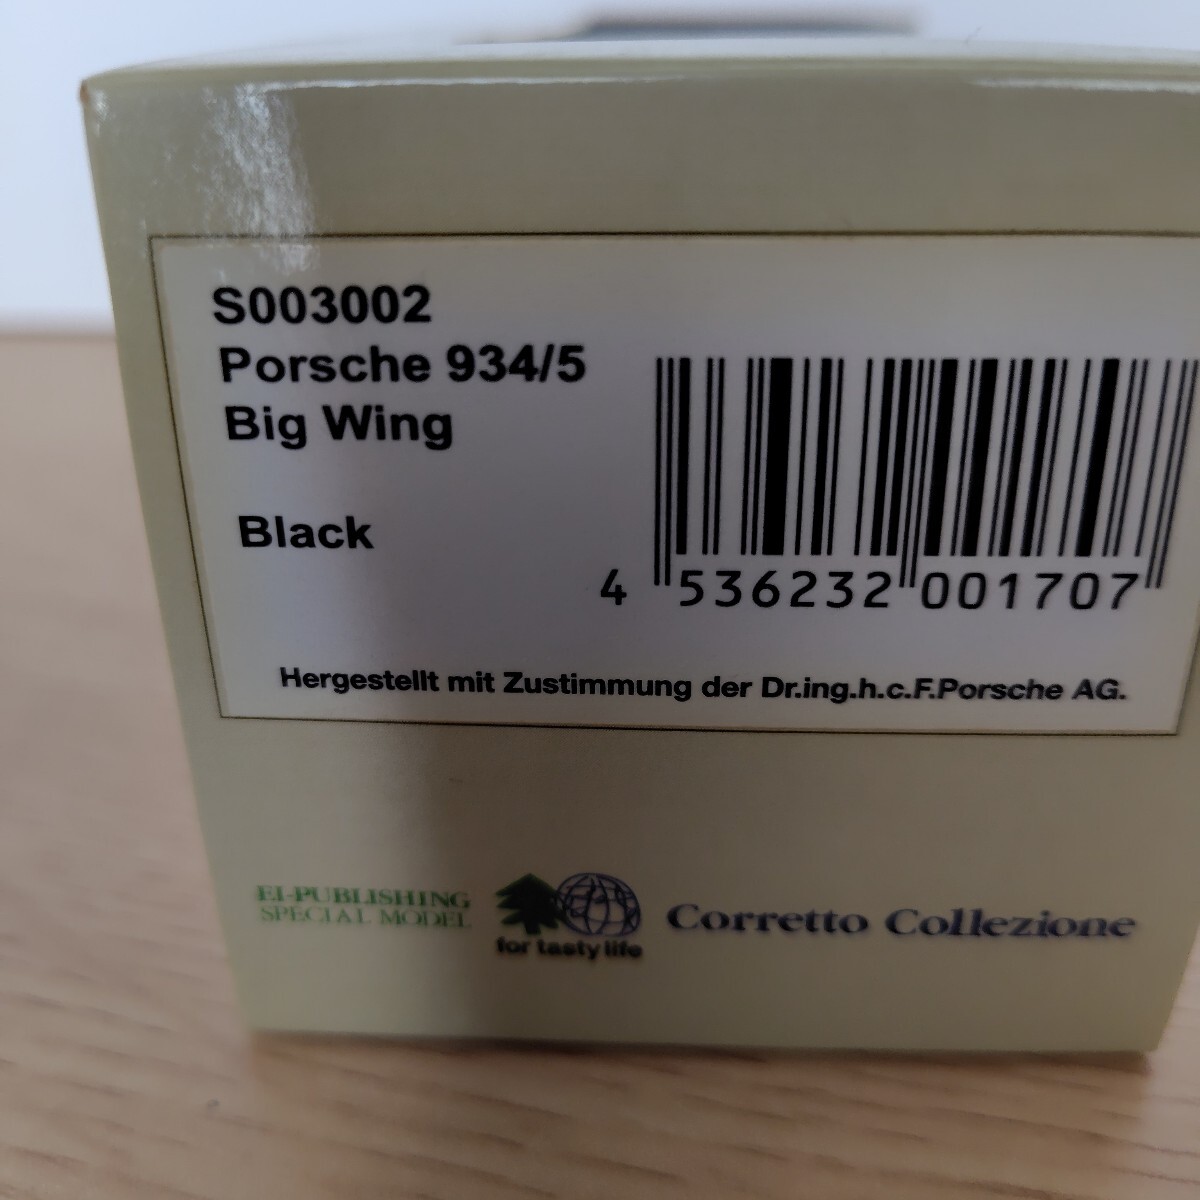 S003002
Porsche 934/5
Big Wing
Black
4 536232 001707
Hergestellt mit Zustimmung der Dr.ing.h.c.F.Porsche AG.
EI-PUBLISHING
SPECIAL MODEL
for tasty life
Corretto Collezione